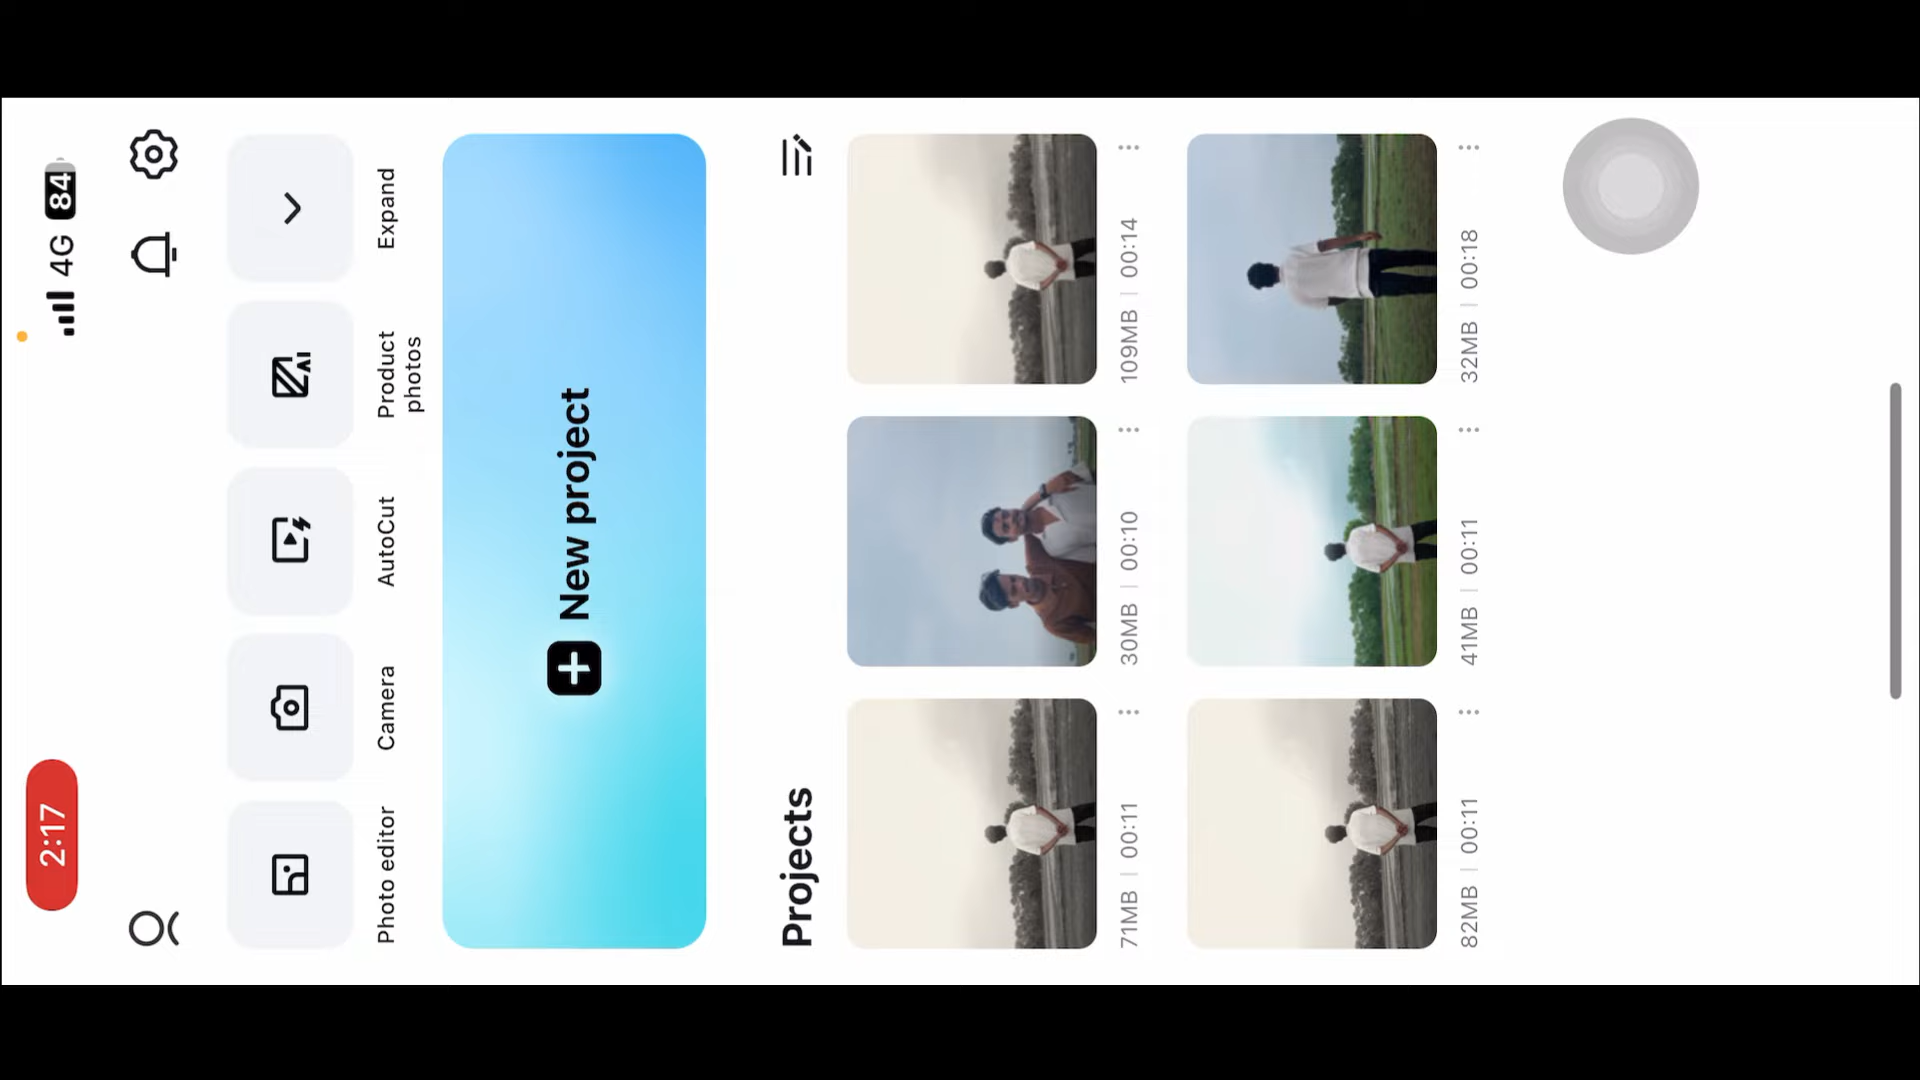 2:17
4G 84
Photo editor
Camera
AutoCut
Product
photos
Expand
New project
Projects
71MB | 00:11
30MB | 00:10
109MB | 00:14
82MB | 00:11
41MB | 00:11
32MB | 00:18